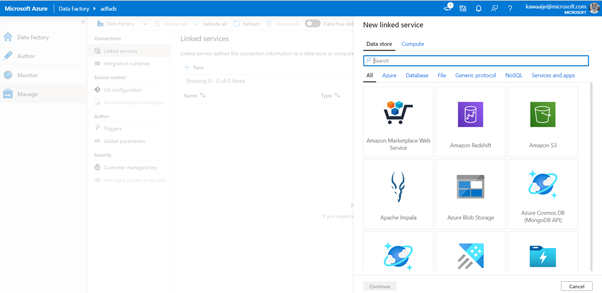 Microsoft Azure
Data Factory
adlads
kawaaje@microsoft.com
MICROSOFT
Data Factory
Author
Monitor
Manage
Data Factory
Publish all
Validate all
Refresh
Discard all
Data flow de
Connections
Linked services
Integration runtimes
Source control
Git configuration
Parameterization template
Author
Triggers
Global parameters
Security
Customer managed key
Managed private endpoints
Linked services
Linked service defines the connection information to a data store or compute.
New
Showing 0 - 0 of 0 items
Name
Type
If you expected
New linked service
Data store
Compute
Search
All
Azure
Database
File
Generic protocol
NoSQL
Services and apps
Amazon Marketplace Web
Service
Amazon Redshift
Amazon S3
Apache Impala
Azure Blob Storage
Azure Cosmos DB
(MongoDB API)
Continue
Cancel